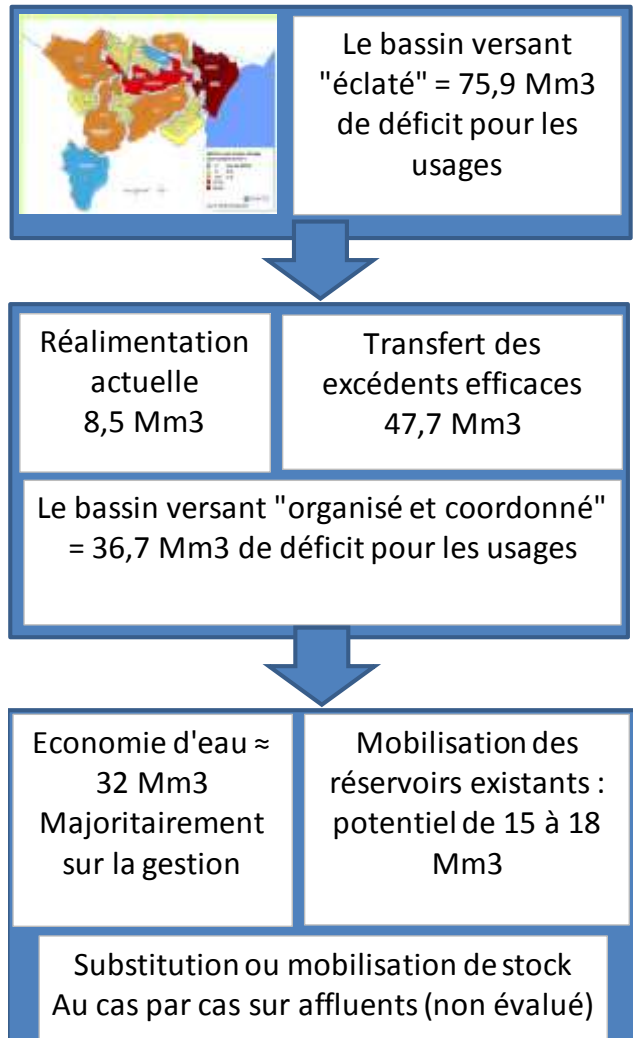 Le bassin versant
"éclaté" = 75,9 Mm3
de déficit pour les
usages
Réalimentation
actuelle
8,5 Mm3
Transfert des
excédents efficaces
47,7 Mm3
Le bassin versant "organisé et coordonné"
= 36,7 Mm3 de déficit pour les usages
Economie d'eau ≈
32 Mm3
Majoritairement
sur la gestion
Mobilisation des
réservoirs existants :
potentiel de 15 à 18
Mm3
Substitution ou mobilisation de stock
Au cas par cas sur affluents (non évalué)